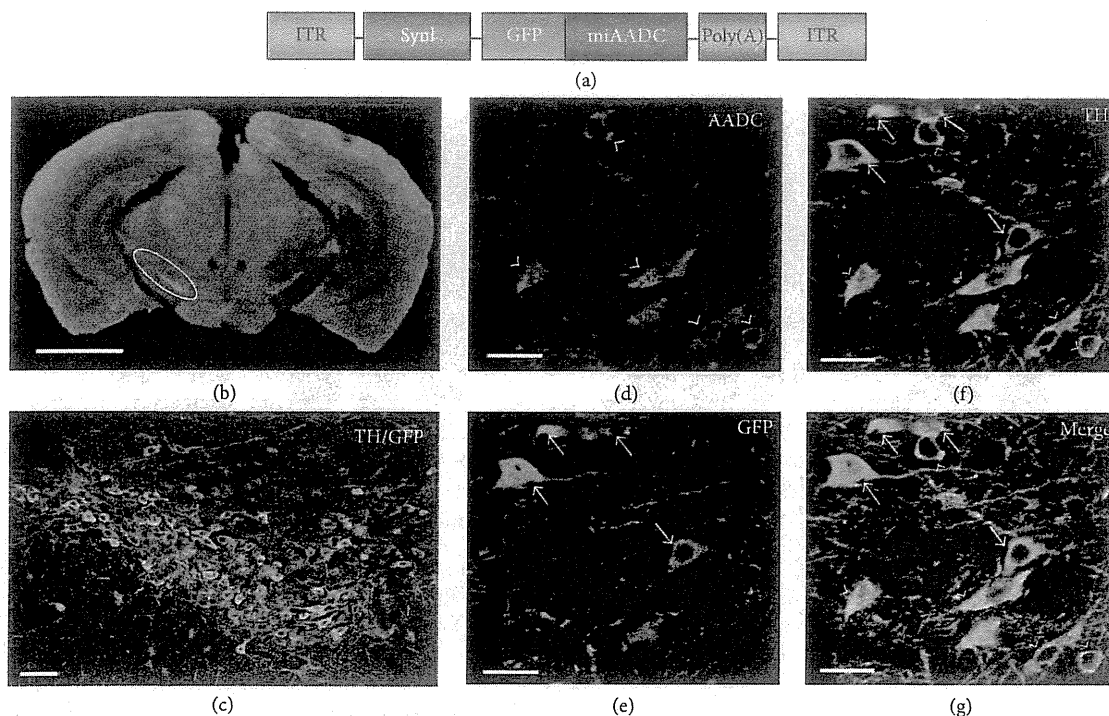 ITR SynI GFP miAADC Poly(A) ITR
(a)
AADC
TH
(b)
(d)
(f)
TH/GFP
GFP
Merge
(c)
(e)
(g)